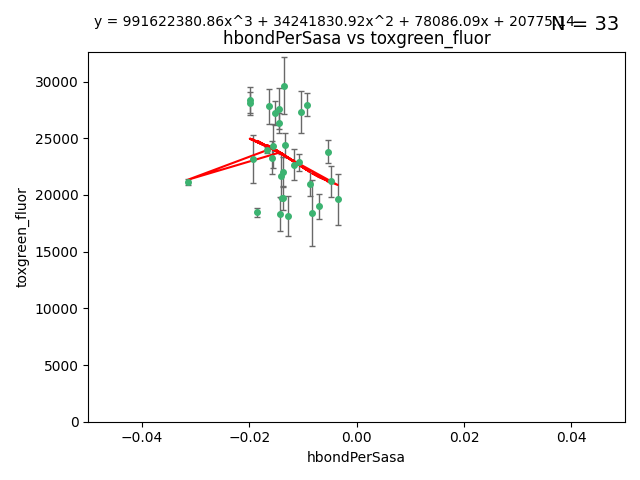 y = 991622380.86x^3 + 34241830.92x^2 + 78086.09x + 20775.14
N = 33
hbondPerSasa vs toxgreen_fluor
toxgreen_fluor
30000
25000
20000
15000
10000
5000
0
−0.04
−0.02
0.00
0.02
0.04
hbondPerSasa